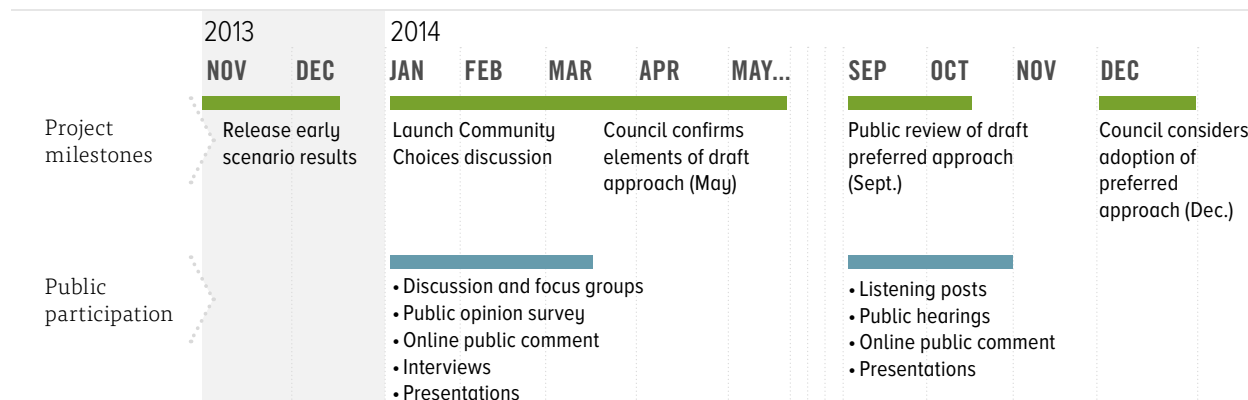 2013
2014
NOV DEC JAN FEB MAR APR MAY... SEP OCT NOV DEC
Project
milestones
Release early
scenario results
Launch Community
Choices discussion
Council confirms
elements of draft
approach (May)
Public review of draft
preferred approach
(Sept.)
Council considers
adoption of
preferred
approach (Dec.)
Public
participation
• Discussion and focus groups
• Public opinion survey
• Online public comment
• Interviews
• Presentations
• Listening posts
• Public hearings
• Online public comment
• Presentations